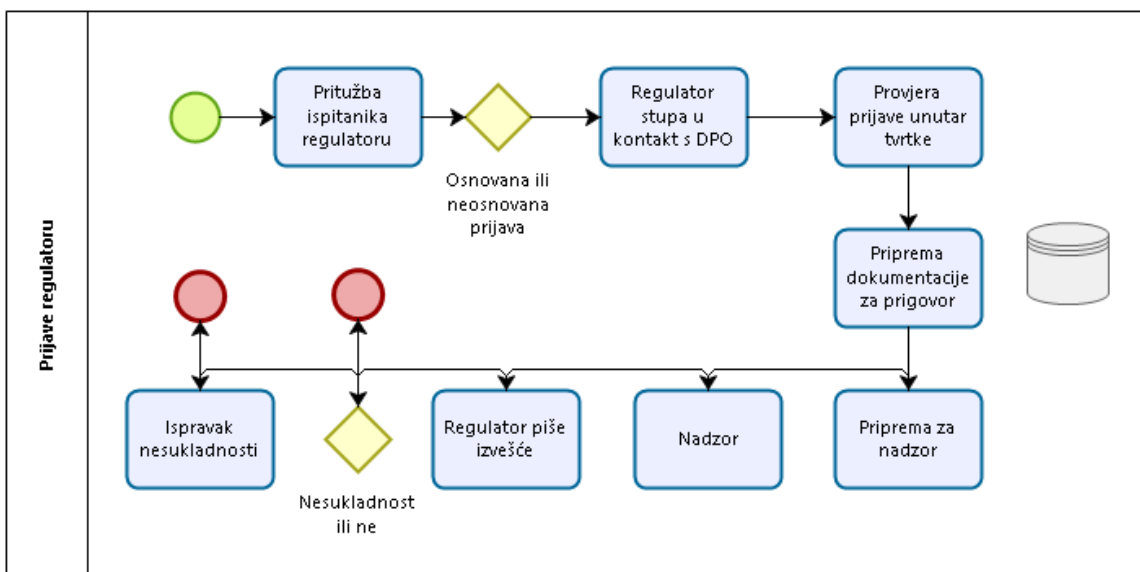 Prijave regulatoru
Pritužba
ispitanika
regulatoru
Osnovana ili
neosnovana
prijava
Regulator
stupa u
kontakt s DPO
Provjera
prijave unutar
tvrtke
Priprema
dokumentacije
za prigovor
Ispravak
nesukladnosti
Nesukladnost
ili ne
Regulator piše
izvešće
Nadzor
Priprema za
nadzor